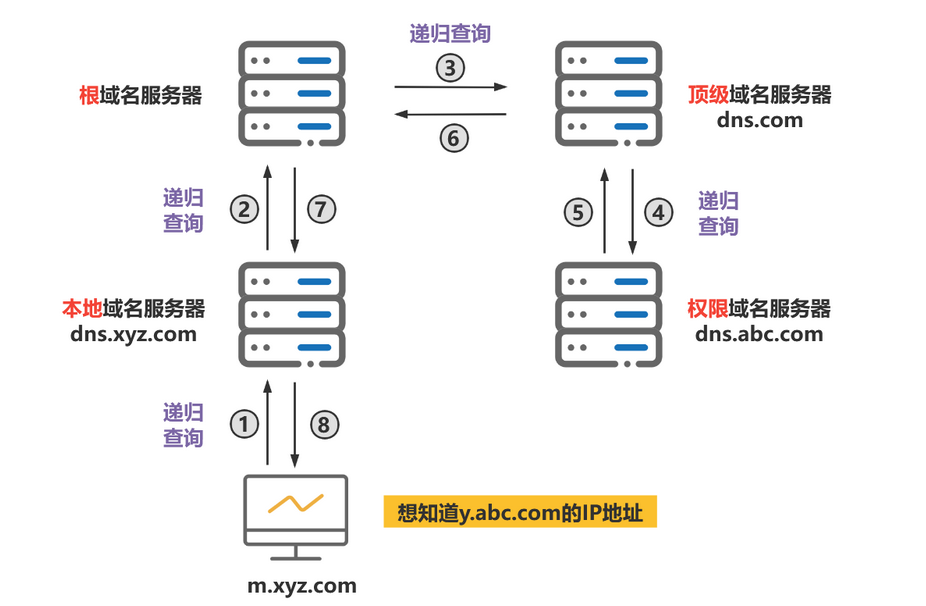 递归查询
③
根域名服务器
顶级域名服务器
dns.com
⑥
递归
查询
②
⑦
⑤
④
递归
查询
本地域名服务器
dns.xyz.com
权限域名服务器
dns.abc.com
递归
查询
①
⑧
想知道y.abc.com的IP地址
m.xyz.com